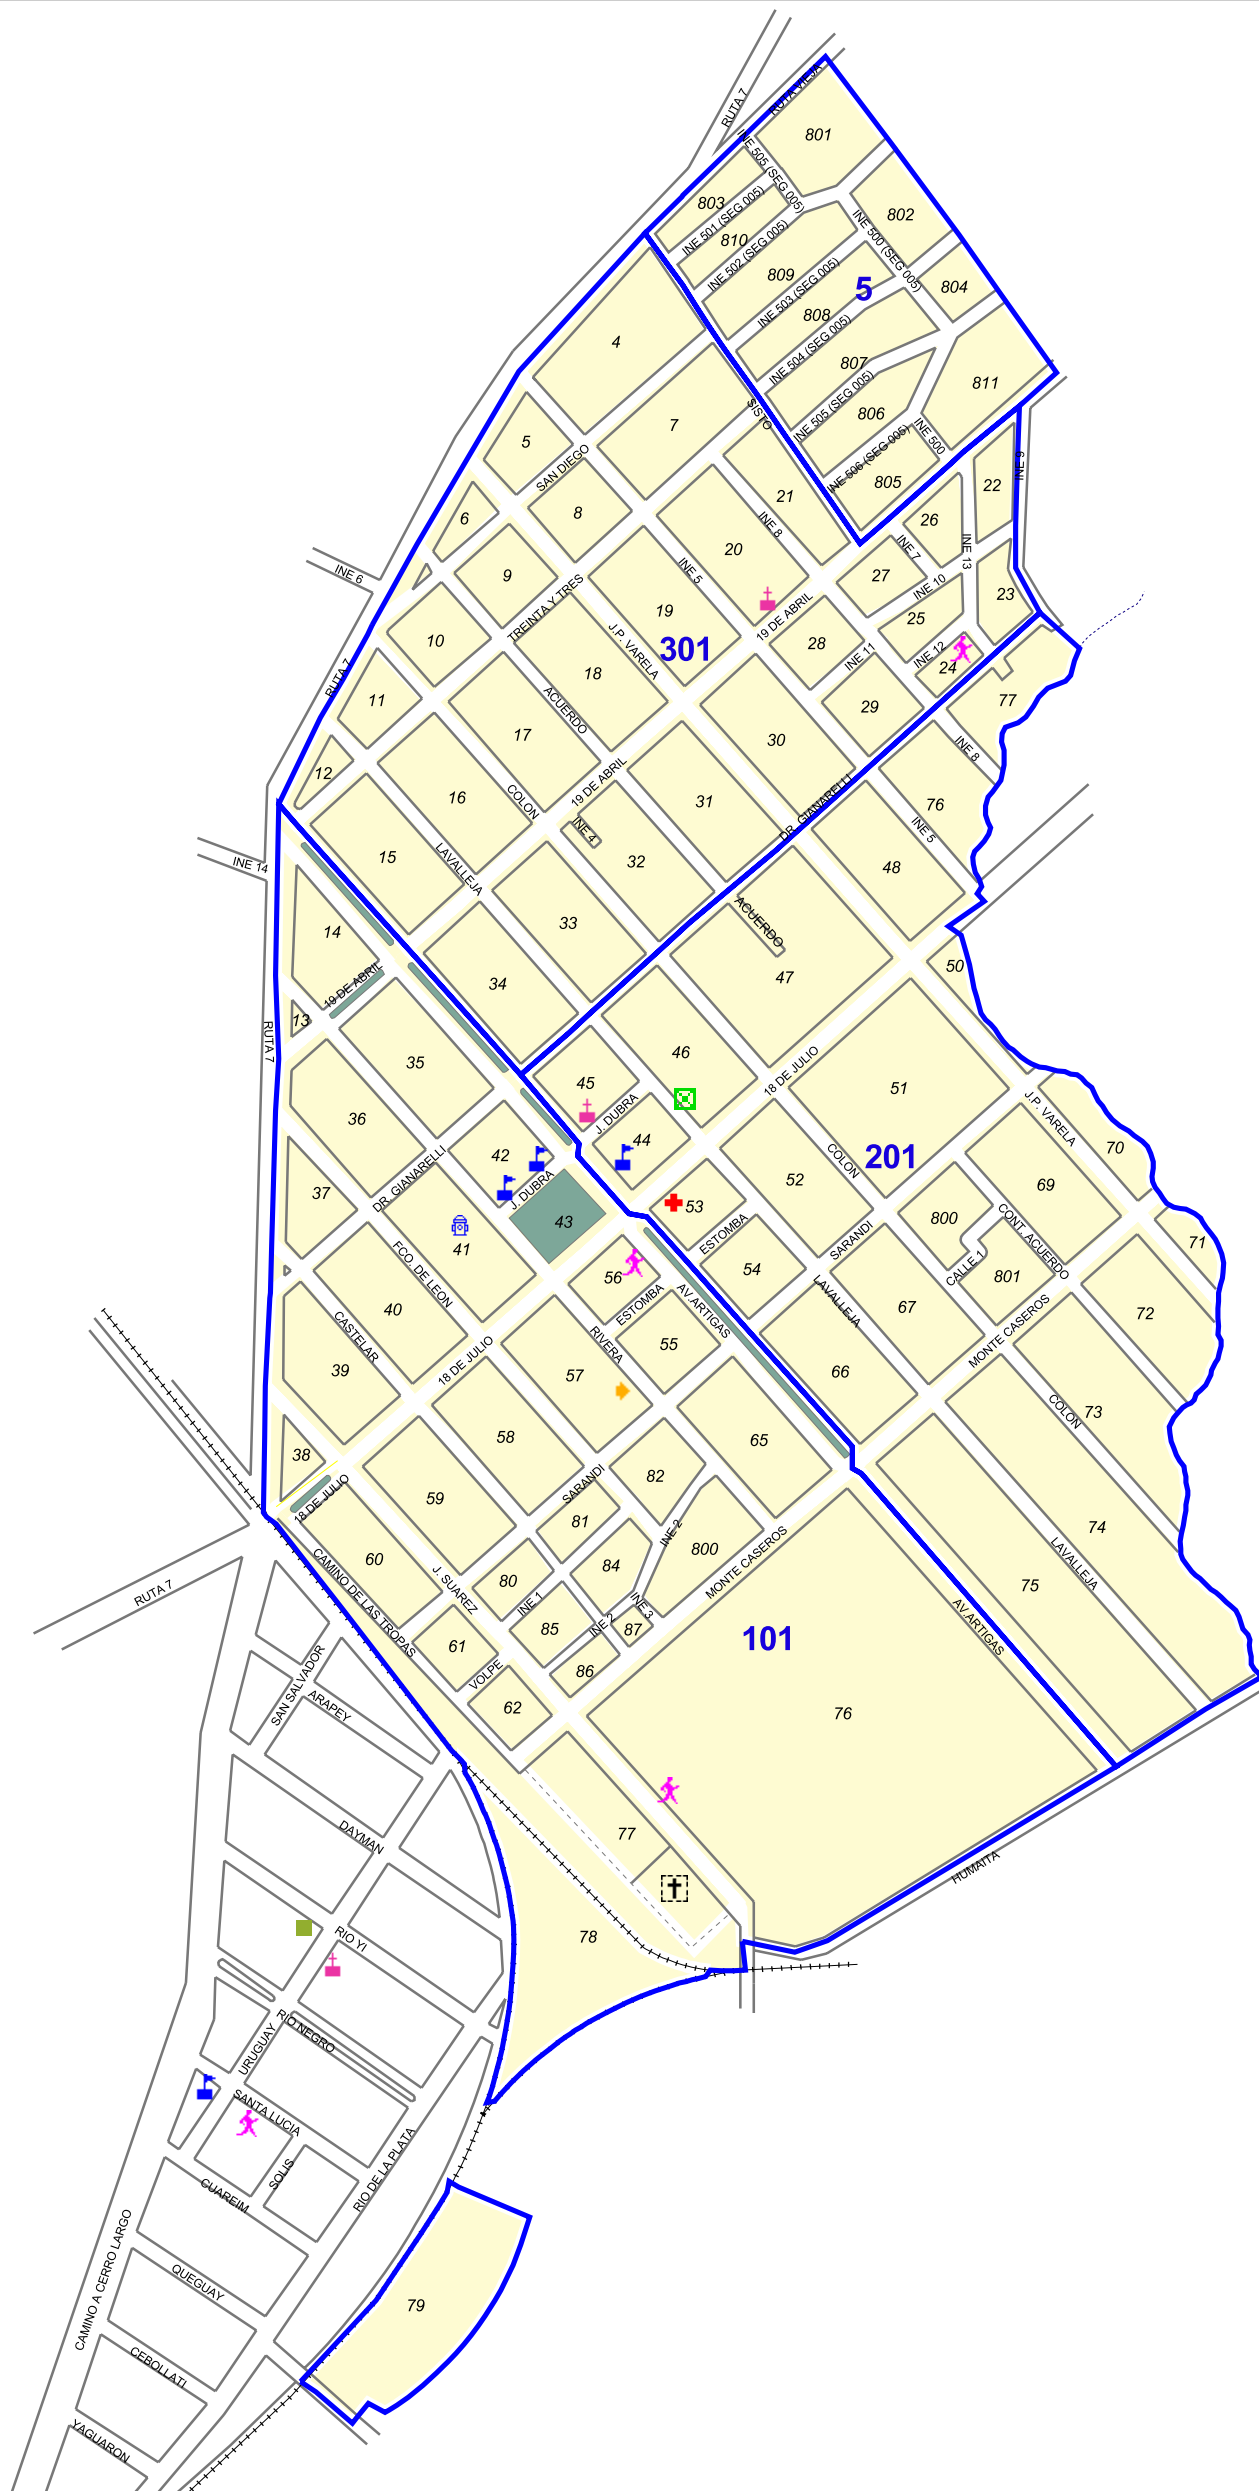 RUTA 7
RUTA VIEJA
801
INE 505 (SEG 005)
803
INE 501 (SEG 005)
802
810
INE 502 (SEG 005)
INE 500 (SEG 005)
809
INE 503 (SEG 005)
5
804
808
4
INE 504 (SEG 005)
807
811
INE 505 (SEG 005)
SISTO
806
7
5
INE 500
SAN DIEGO
INE 506 (SEG 005)
805
INE 9
22
21
8
6
INE 8
26
20
INE 7
INE 13
INE 6
9
INE 5
27
INE 10
23
TREINTA Y TRES
19
19 DE ABRIL
25
10
J.P. VARELA
301
28
INE 11
INE 12
24
RUTA 7
18
11
77
ACUERDO
29
17
30
INE 8
12
19 DE ABRIL
16
COLON
31
76
DR. GIANARELLI
INE 4
INE 5
15
LAVALLEJA
32
INE 14
48
14
33
ACUERDO
50
19 DE ABRIL
34
47
13
RUTA 7
35
46
45
18 DE JULIO
51
36
J. DUBRA
44
J.P. VARELA
42
COLON
201
70
DR. GIANARELLI
J. DUBRA
52
69
37
53
43
800
CONT. ACUERDO
41
ESTOMBA
SARANDI
71
FCO. DE LEON
54
CALLE 1
801
56
AV.ARTIGAS
LAVALLEJA
67
40
ESTOMBA
72
CASTELAR
RIVERA
55
MONTE CASEROS
18 DE JULIO
39
57
66
COLON
73
58
65
38
SARANDI
82
18 DE JULIO
59
81
INE 2
74
60
800
LAVALLEJA
CAMINO DE LAS TROPAS
J. SUAREZ
80
84
MONTE CASEROS
75
RUTA 7
INE 1
INE 3
85
INE 2
87
AV.ARTIGAS
61
101
SAN SALVADOR
VOLPE
86
ARAPEY
62
76
77
DAYMAN
HUMAITA
78
RIO YI
RIO NEGRO
URUGUAY
SANTA LUCIA
RIO DE LA PLATA
SOLIS
CUAREIM
CAMINO A CERRO LARGO
QUEGUAY
79
CEBOLLATI
YAGUARON